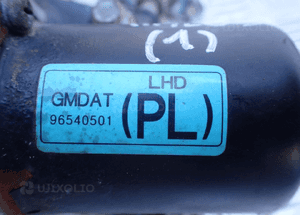 (1)
LHD
GMDAT (PL)
96540501